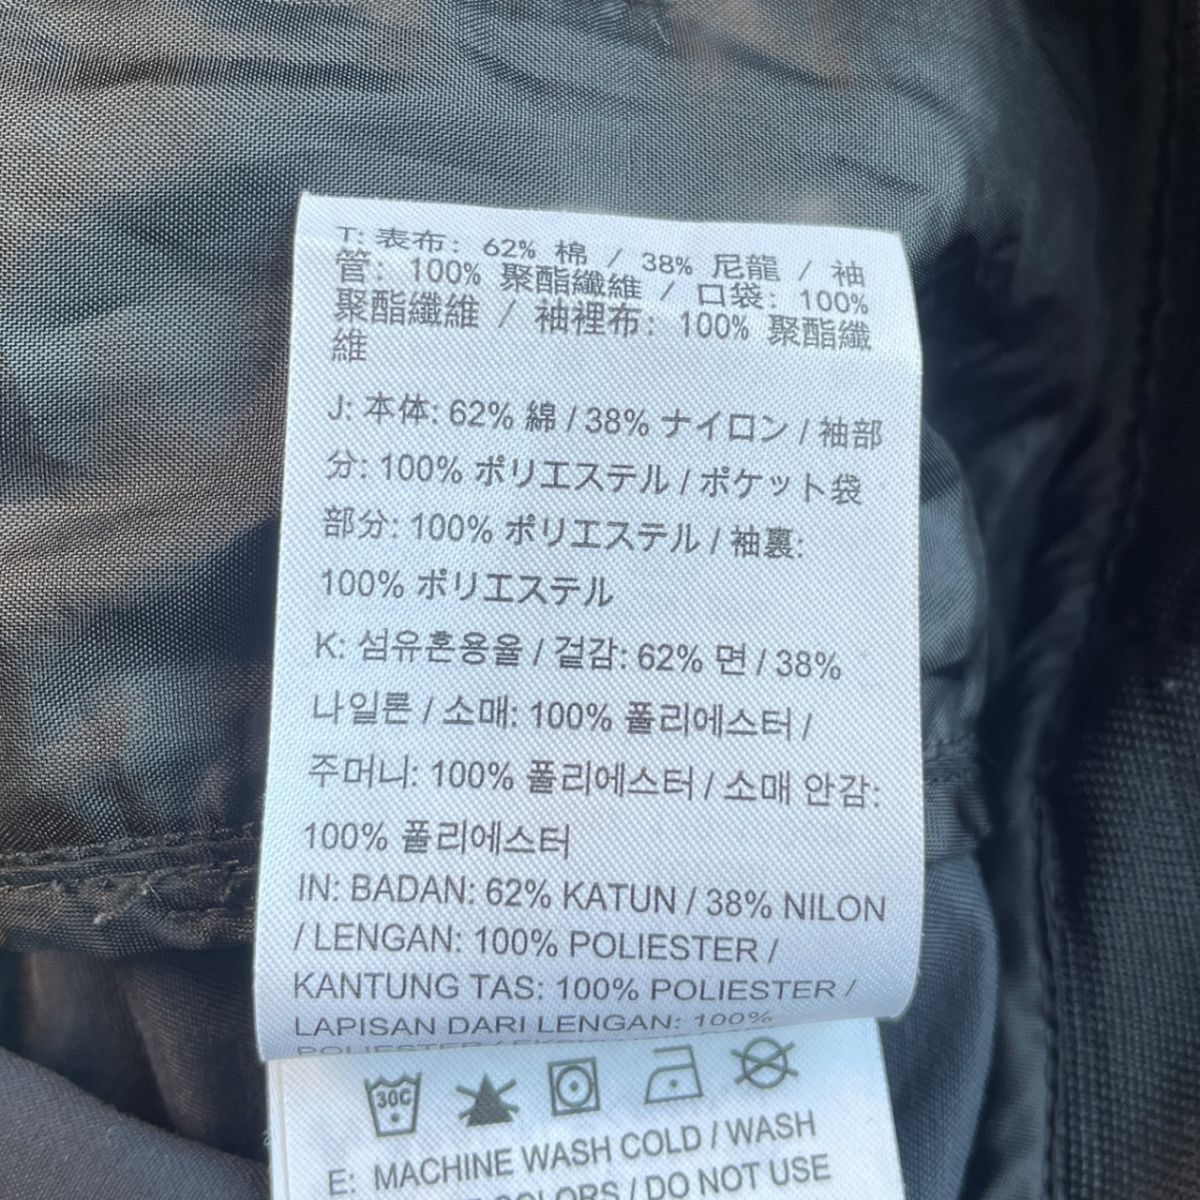 T: 表布: 62% 棉 / 38% 尼龍 / 袖
管: 100% 聚酯纖維 / 口袋: 100%
聚酯纖維 / 袖裡布: 100% 聚酯纖
維
J: 本体: 62% 綿 / 38% ナイロン / 袖部
分: 100% ポリエステル / ポケット袋
部分: 100% ポリエステル / 袖裏:
100% ポリエステル
K: 섬유혼용율 / 겉감: 62% 면 / 38%
나일론 / 소매: 100% 폴리에스터 /
주머니: 100% 폴리에스터 / 소매 안감:
100% 폴리에스터
IN: BADAN: 62% KATUN / 38% NILON
/ LENGAN: 100% POLIESTER /
KANTUNG TAS: 100% POLIESTER /
LAPISAN DARI LENGAN: 100%
POLIESTER /
30C
E: MACHINE WASH COLD / WASH
COLORS / DO NOT USE